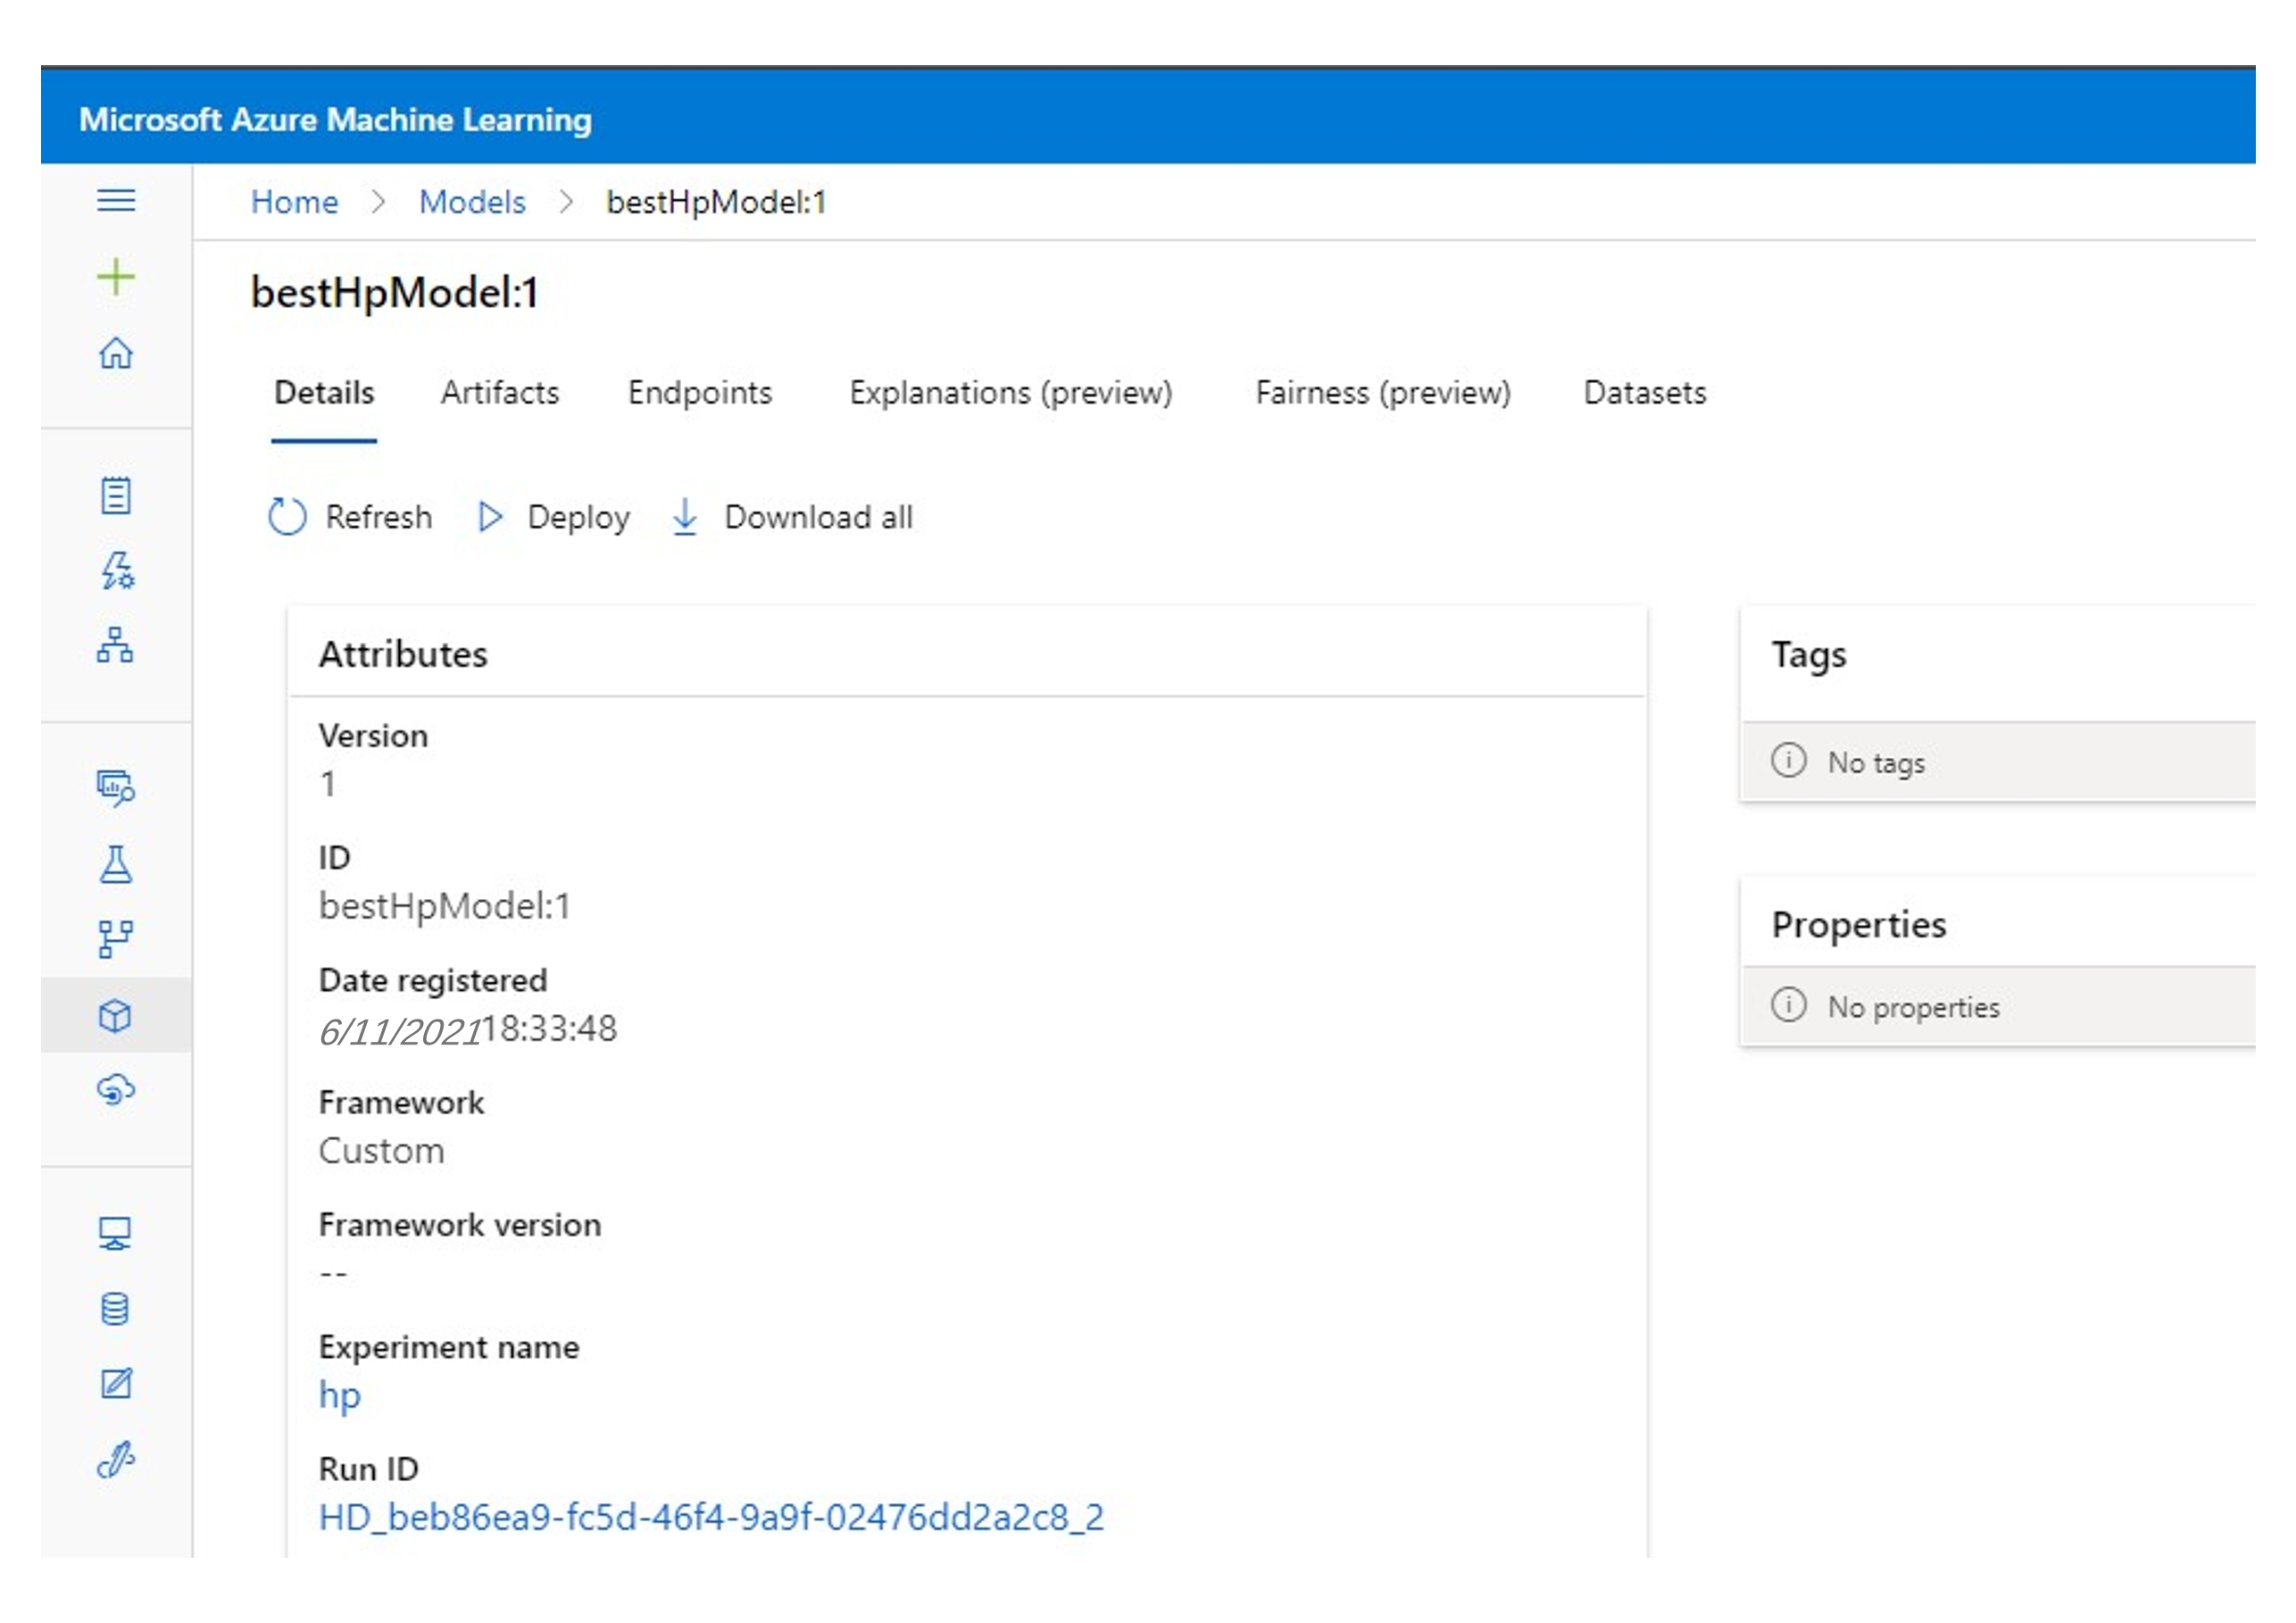 Microsoft Azure Machine Learning
Home > Models > bestHpModel:1
bestHpModel:1
Details Artifacts Endpoints Explanations (preview) Fairness (preview) Datasets
Refresh Deploy Download all
Attributes
Version
1
ID
bestHpModel:1
Date registered
6/11/202118:33:48
Framework
Custom
Framework version
--
Experiment name
hp
Run ID
HD_beb86ea9-fc5d-46f4-9a9f-02476dd2a2c8_2
Tags
No tags
Properties
No properties